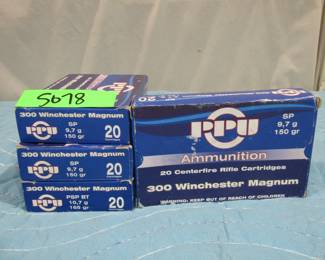 5078
300 Winchester Magnum
SP
PPU
9,7 g
150 gr
20
300 Winchester Magnum
SP
PPU
9,7 g
150 gr
20
300 Winchester Magnum
PSP BT
PPU
10,7 g
165 gr
20
20
PPU
SP
9,7 g
150 gr
Ammunition
20 Centerfire Rifle Cartridges
300 Winchester Magnum
WARNING: KEEP OUT OF REACH OF CHILDREN